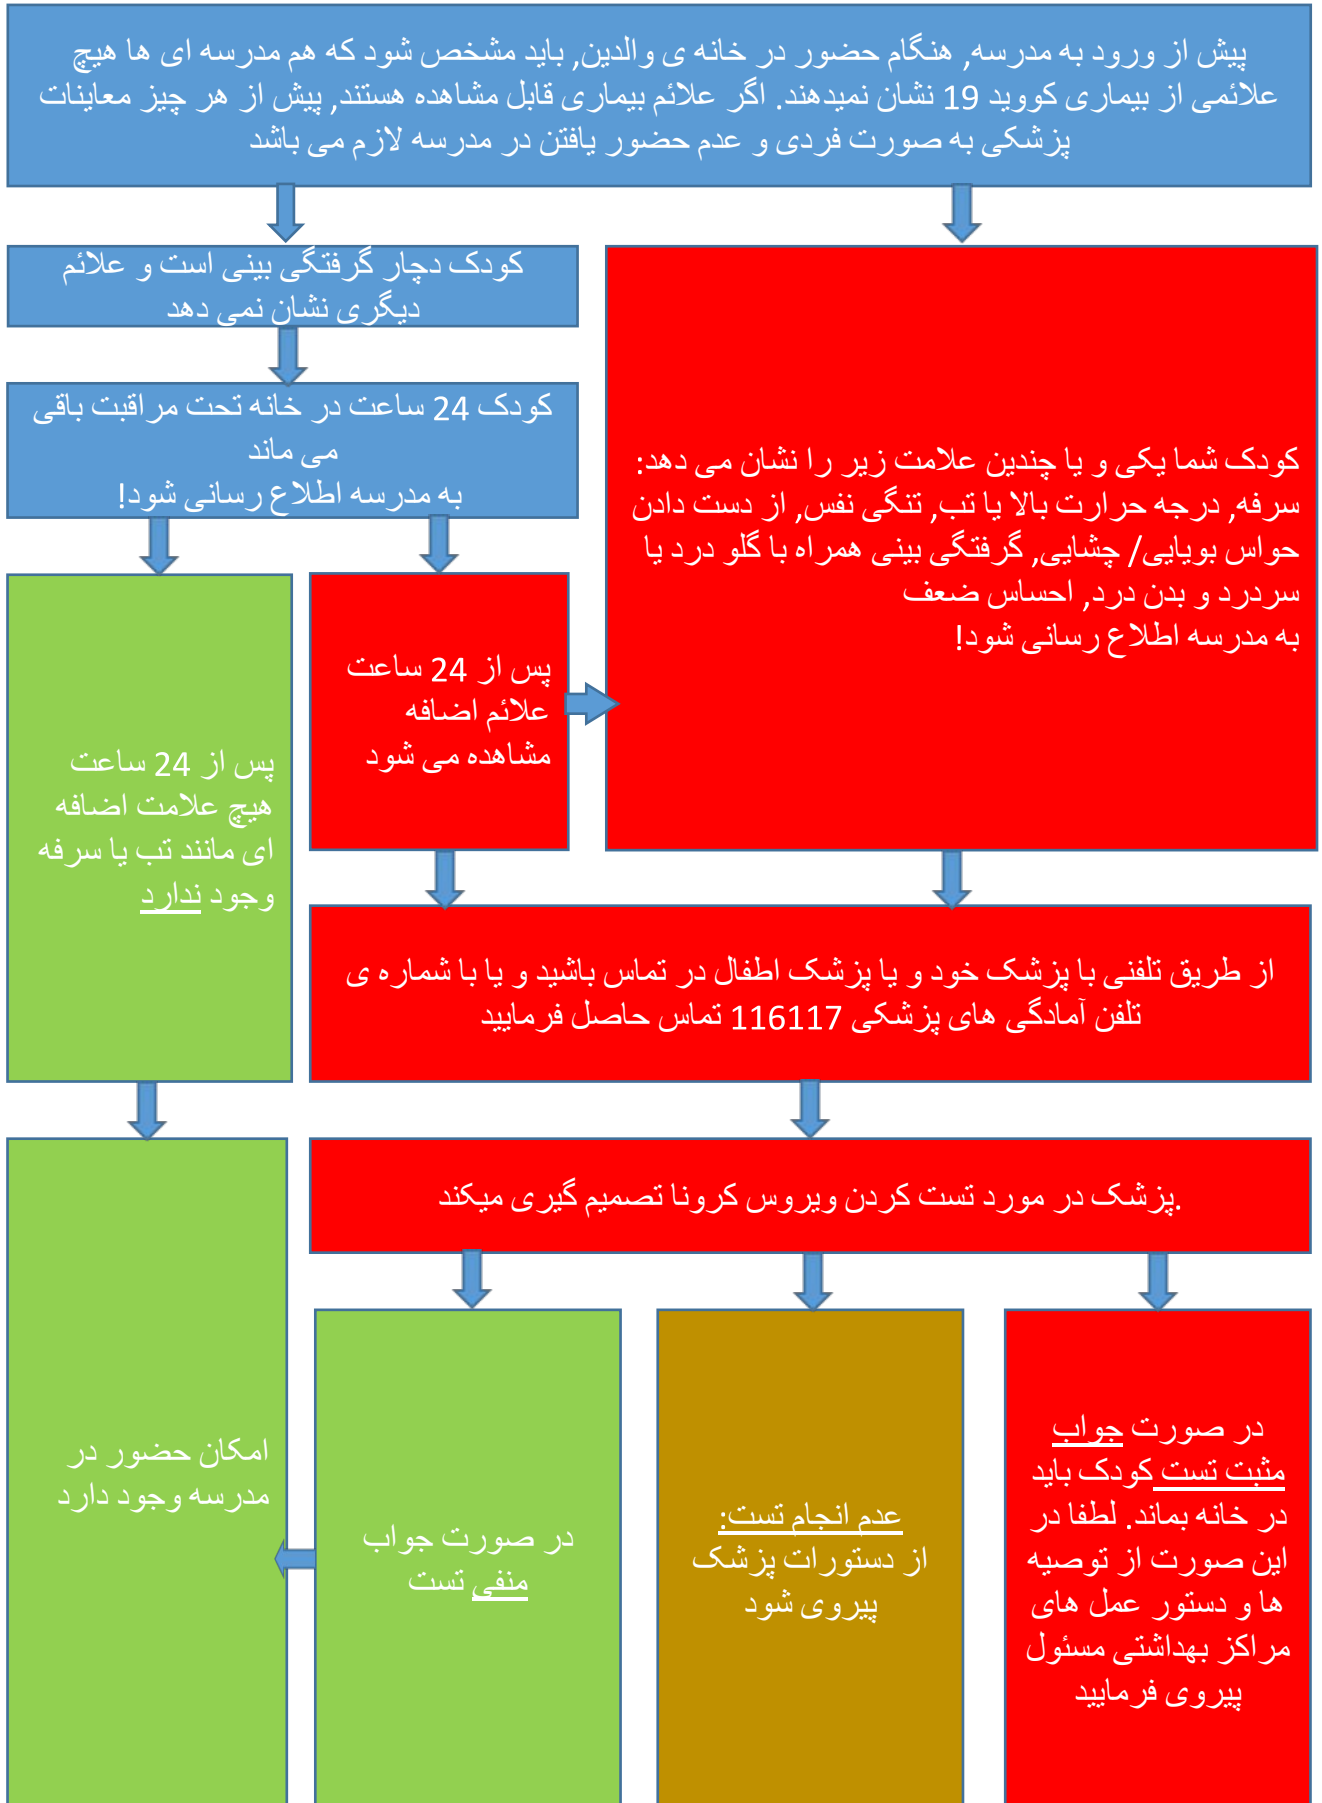 پیش از ورود به مدرسه, هنگام حضور در خانه ی والدین, باید مشخص شود که هم مدرسه ای ها هیچ
علائمی از بیماری کووید 19 نشان نمیدهند. اگر علائم بیماری قابل مشاهده هستند, پیش از هر چیز معاینات
پزشکی به صورت فردی و عدم حضور یافتن در مدرسه لازم می باشد
کودک دچار گرفتگی بینی است و علائم
دیگری نشان نمی دهد
کودک 24 ساعت در خانه تحت مراقبت باقی
می ماند
به مدرسه اطلاع رسانی شود!
کودک شما یکی و یا چندین علامت زیر را نشان می دهد:
سرفه, درجه حرارت بالا یا تب, تنگی نفس, از دست دادن
حواس بویایی/ چشایی, گرفتگی بینی همراه با گلو درد یا
سردرد و بدن درد, احساس ضعف
به مدرسه اطلاع رسانی شود!
پس از 24 ساعت
علائم اضافه
مشاهده می شود
پس از 24 ساعت
هیچ علامت اضافه
ای مانند تب یا سرفه
وجود ندارد
از طریق تلفنی با پزشک خود و یا پزشک اطفال در تماس باشید و یا با شماره ی
تلفن آمادگی های پزشکی 116117 تماس حاصل فرمایید
پزشک در مورد تست کردن ویروس کرونا تصمیم گیری میکند.
در صورت جواب
مثبت تست کودک باید
در خانه بماند. لطفا در
این صورت از توصیه
ها و دستور عمل های
مراکز بهداشتی مسئول
پیروی فرمایید
عدم انجام تست:
از دستورات پزشک
پیروی شود
در صورت جواب
منفی تست
امکان حضور در
مدرسه وجود دارد